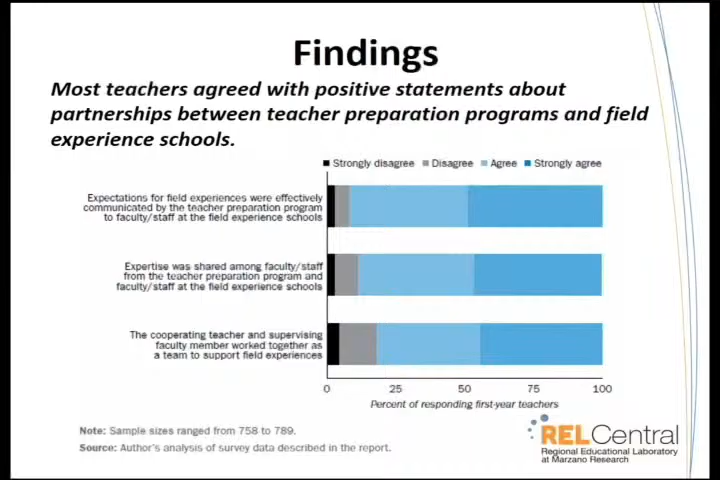 Findings
Most teachers agreed with positive statements about
partnerships between teacher preparation programs and field
experience schools.
Strongly disagree Disagree Agree Strongly agree
Expectations for field experiences were effectively
communicated by the teacher preparation program
to faculty/staff at the field experience schools
Expertise was shared among faculty/staff
from the teacher preparation program and
faculty/staff at the field experience schools
The cooperating teacher and supervising
faculty member worked together as
a team to support field experiences
0 25 50 75 100
Percent of responding first-year teachers
Note: Sample sizes ranged from 758 to 789.
Source: Author's analysis of survey data described in the report.
REL Central
Regional Educational Laboratory
at Marzano Research